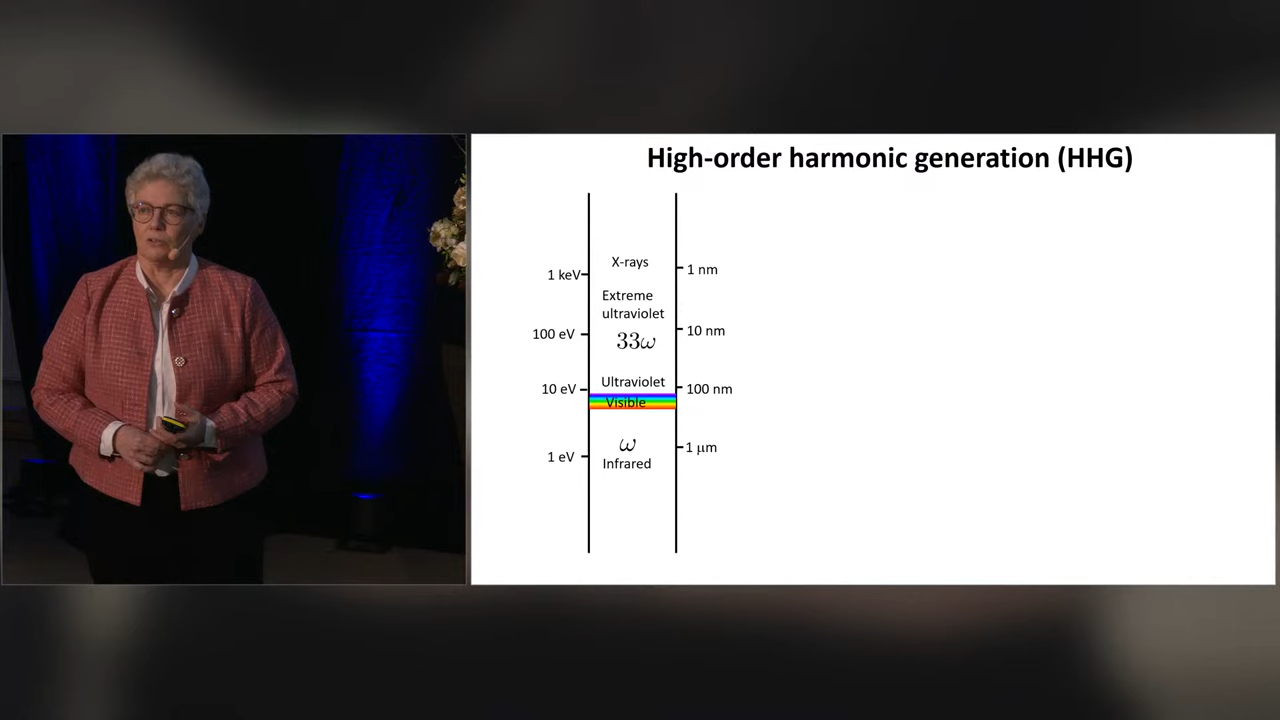 High-order harmonic generation (HHG)
X-rays
1 keV
1 nm
Extreme
ultraviolet
100 eV
10 nm
33ω
Ultraviolet
10 eV
100 nm
Visible
ω
1 eV
1 μm
Infrared